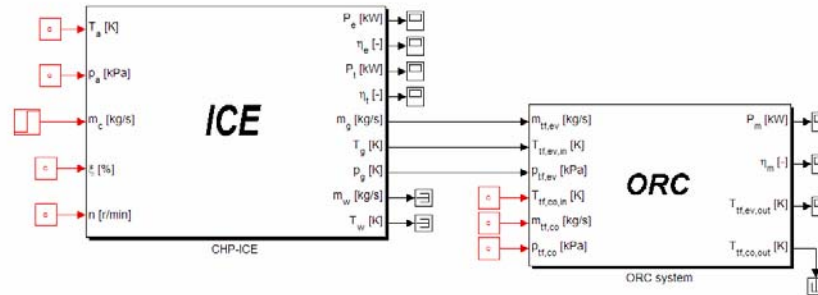 T_a [K]
p_a [kPa]
m_c [kg/s]
ξ [%]
n [r/min]
ICE
P_e [kW]
η_e [-]
P_t [kW]
η_t [-]
m_g [kg/s]
T_g [K]
p_g [K]
m_w [kg/s]
T_w [K]
CHP-ICE
m_tf,ev [kg/s]
T_tf,ev,in [K]
p_tf,ev [kPa]
T_tf,co,in [K]
m_tf,co [kg/s]
p_tf,co [kPa]
ORC
P_m [kW]
η_m [-]
T_tf,ev,out [K]
T_tf,co,out [K]
ORC system